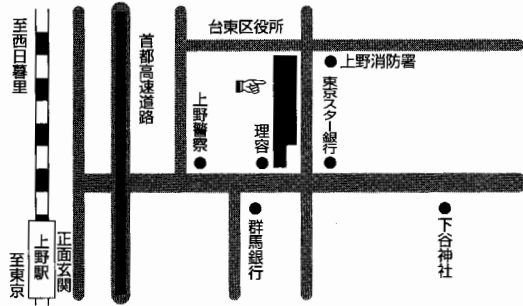 至西日暮里
首都高速道路
台東区役所
上野消防署
東京スター銀行
上野警察
理容
群馬銀行
下谷神社
正面玄関
上野駅
至東京